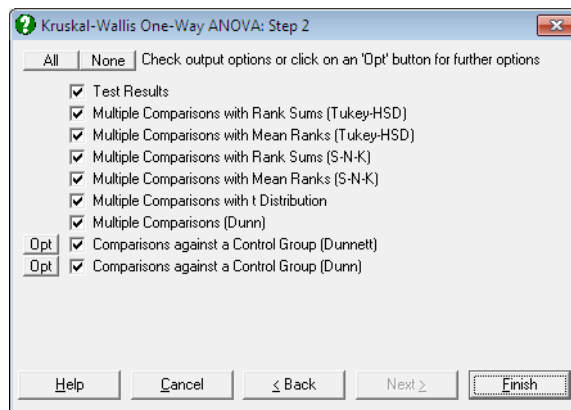 Kruskal-Wallis One-Way ANOVA: Step 2
All None Check output options or click on an 'Opt' button for further options
Test Results
Multiple Comparisons with Rank Sums (Tukey-HSD)
Multiple Comparisons with Mean Ranks (Tukey-HSD)
Multiple Comparisons with Rank Sums (S-N-K)
Multiple Comparisons with Mean Ranks (S-N-K)
Multiple Comparisons with t Distribution
Multiple Comparisons (Dunn)
Opt Comparisons against a Control Group (Dunnett)
Opt Comparisons against a Control Group (Dunn)
Help Cancel < Back Next > Finish